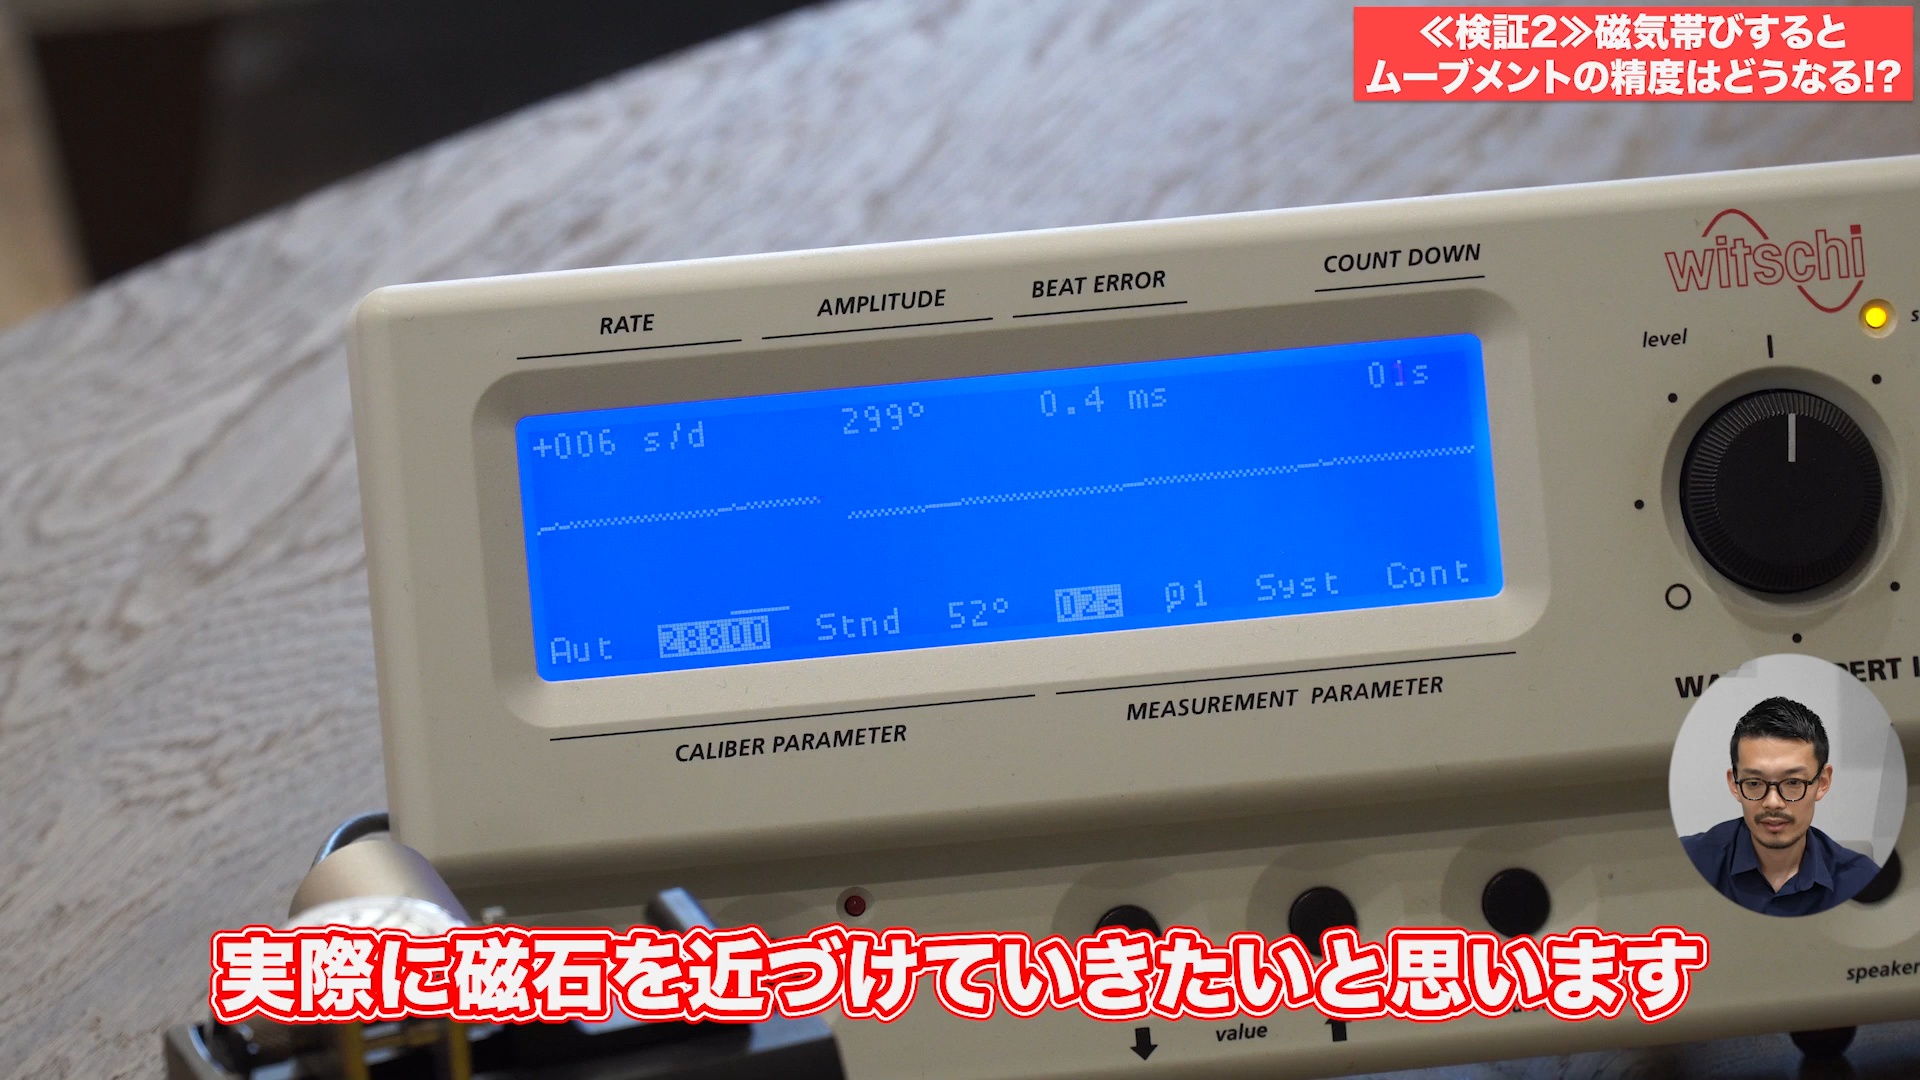 ≪検証2≫磁気帯びすると
ムーブメントの精度はどうなる!?
witschi
RATE
AMPLITUDE
BEAT ERROR
COUNT DOWN
level
+006 s/d
299°
0.4 ms
01s
Aut
28800
Stnd
52°
02s
1
Syst
Cont
CALIBER PARAMETER
MEASUREMENT PARAMETER
実際に磁石を近づけていきたいと思います
value
speaker